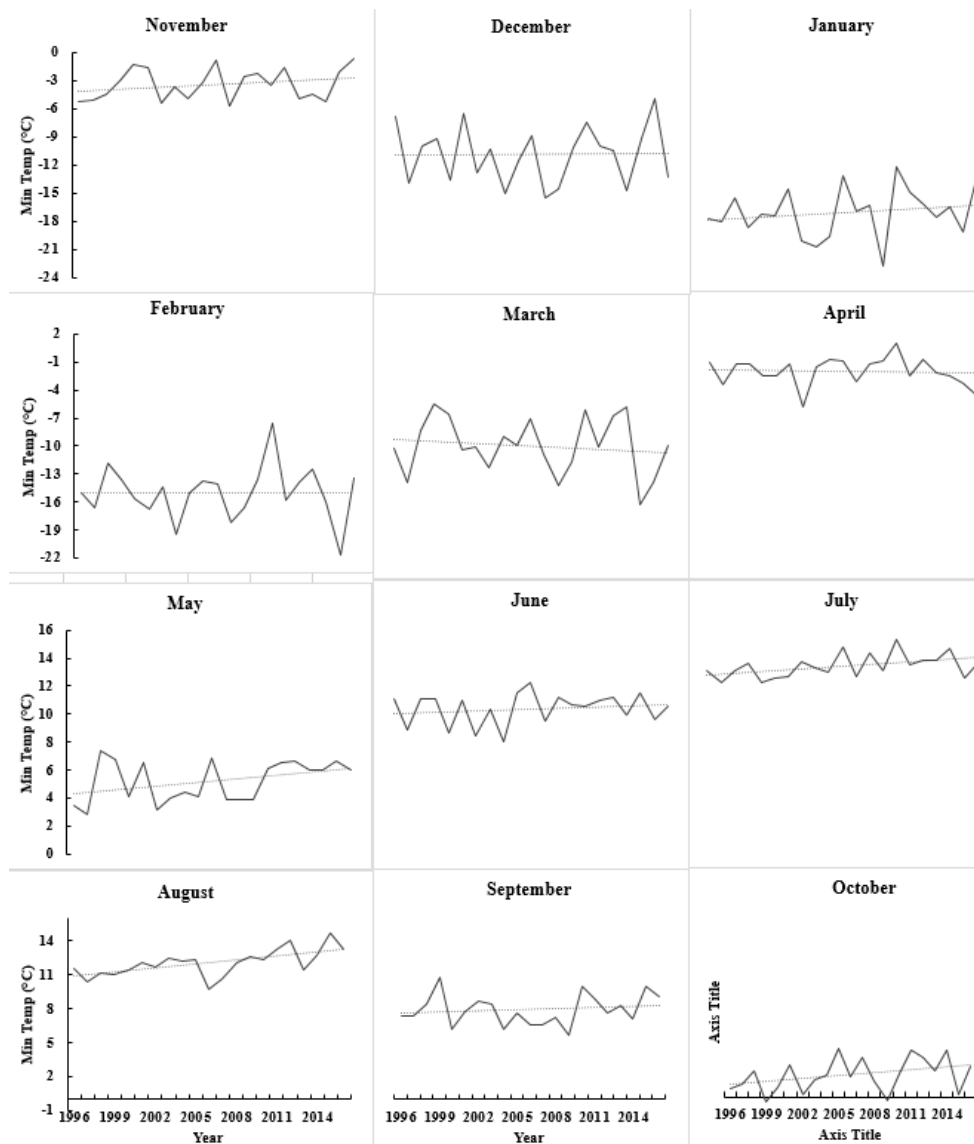 November
December
January
0
-3
-6
-9
-12
-15
-18
-21
-24
Min Temp (°C)
February
March
April
2
-1
-4
-7
-10
-13
-16
-19
-22
Min Temp (°C)
May
June
July
16
14
12
10
8
6
4
2
0
Min Temp (°C)
August
September
October
14
11
8
5
2
-1
Min Temp (°C)
Axis Title
1996 1999 2002 2005 2008 2011 2014
1996 1999 2002 2005 2008 2011 2014
1996 1999 2002 2005 2008 2011 2014
Year
Year
Axis Title